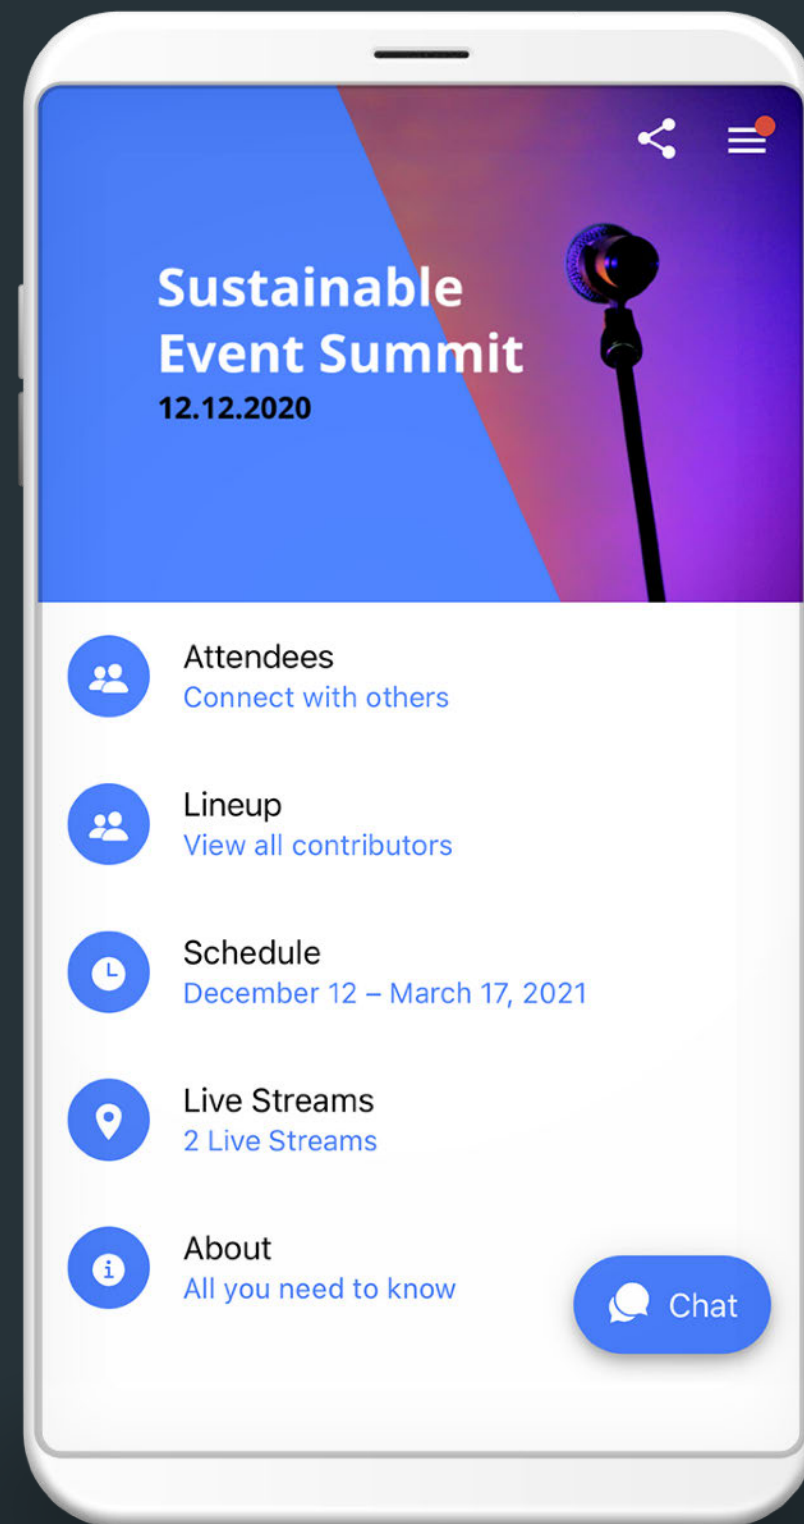 Sustainable
Event Summit
12.12.2020
Attendees
Connect with others
Lineup
View all contributors
Schedule
December 12 – March 17, 2021
Live Streams
2 Live Streams
About
All you need to know
Chat